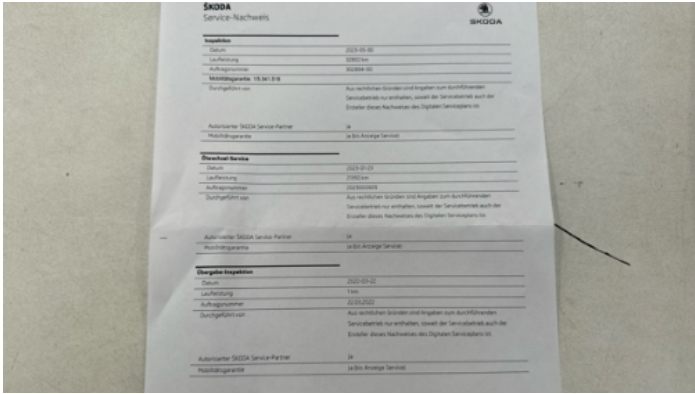 ŠKODA
Service-Nachweis
ŠKODA
Inspektion
Datum
Laufleistung
Auftragsnummer
Mobilitätsgarantie
Durchgeführt von Aus rechtlichen Gründen sind Angaben zum durchführenden
Servicebetrieb nur enthalten, soweit der Servicebetrieb auch der
Ersteller dieses Nachweises des Digitalen Serviceplans ist.
Autorisierter ŠKODA Service-Partner Ja
Mobilitätsgarantie Ja (bis Anzeige Service)
Ölwechsel-Service
Datum
Laufleistung
Auftragsnummer
Durchgeführt von Aus rechtlichen Gründen sind Angaben zum durchführenden
Servicebetrieb nur enthalten, soweit der Servicebetrieb auch der
Ersteller dieses Nachweises des Digitalen Serviceplans ist.
Autorisierter ŠKODA Service-Partner Ja
Mobilitätsgarantie Ja (bis Anzeige Service)
Übergabe-Inspektion
Datum 2022-03-22
Laufleistung 1 km
Auftragsnummer 22032022
Durchgeführt von Aus rechtlichen Gründen sind Angaben zum durchführenden
Servicebetrieb nur enthalten, soweit der Servicebetrieb auch der
Ersteller dieses Nachweises des Digitalen Serviceplans ist.
Autorisierter ŠKODA Service-Partner Ja
Mobilitätsgarantie Ja (bis Anzeige Service)